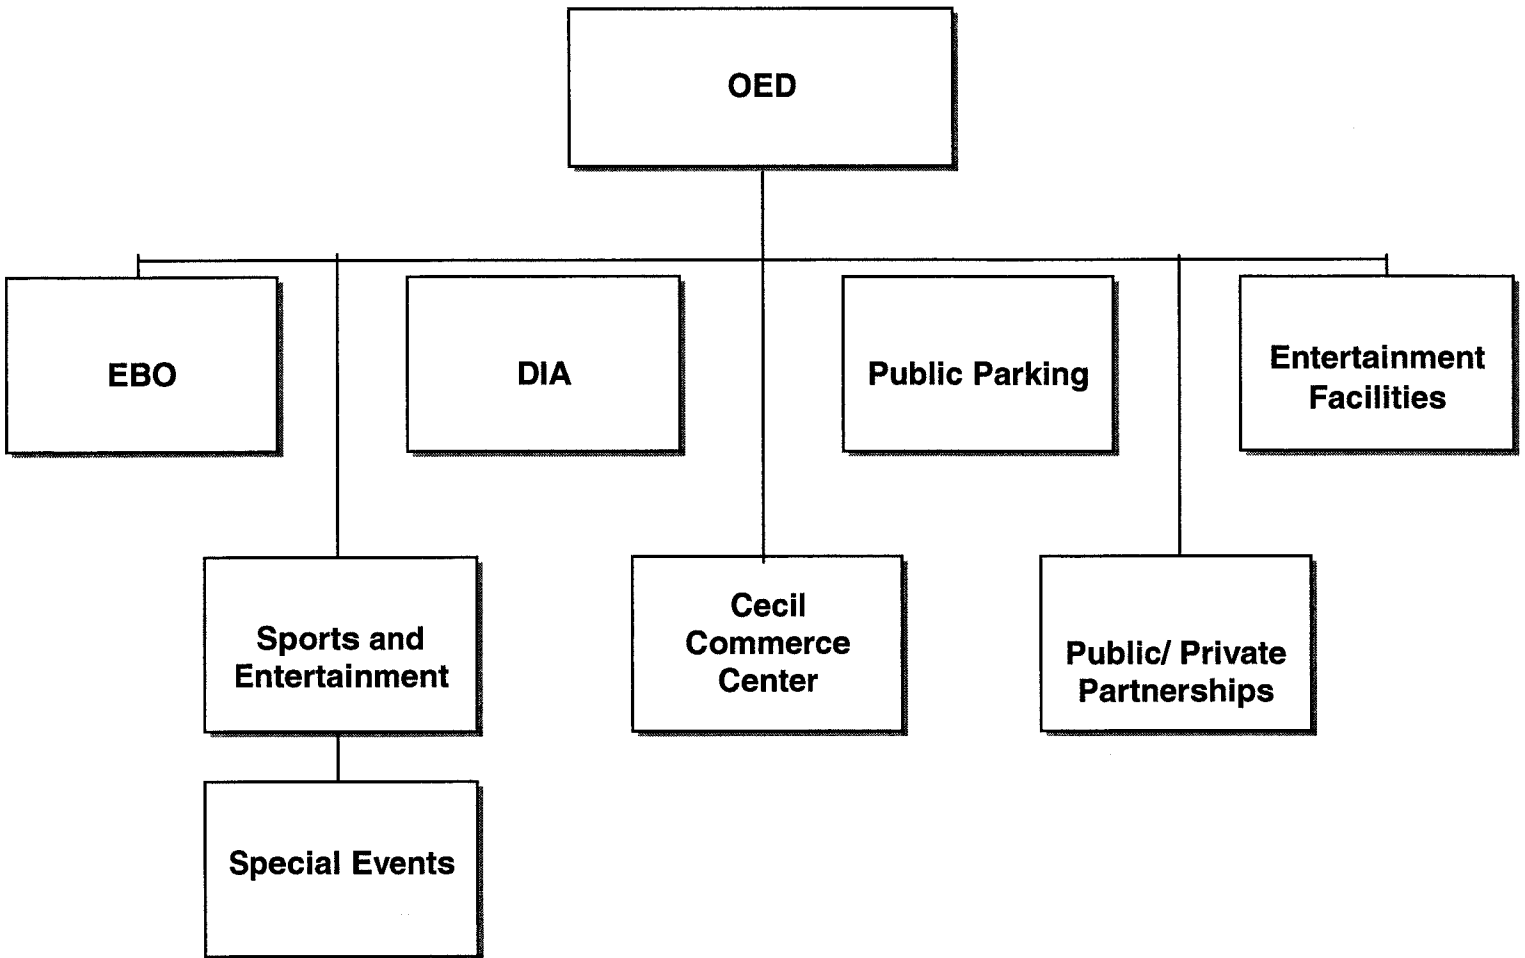 OED
EBO
DIA
Public Parking
Entertainment
Facilities
Sports and
Entertainment
Cecil
Commerce
Center
Public/ Private
Partnerships
Special Events